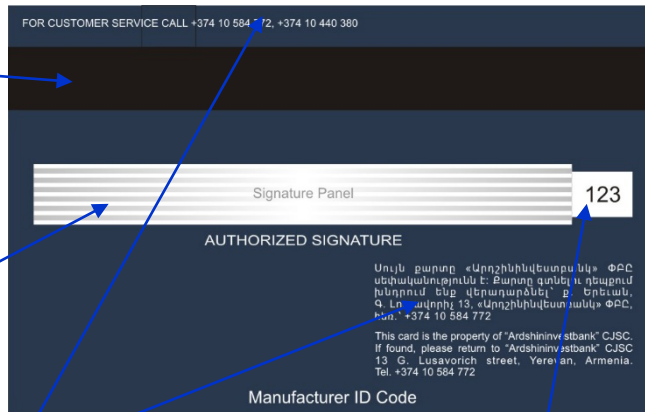 FOR CUSTOMER SERVICE CALL +374 10 584 772, +374 10 440 380
Signature Panel
123
AUTHORIZED SIGNATURE
Սույն քարտը «Արդշինինվեստբանկ» ՓԲԸ
սեփականությունն է: Քարտը գտնելու դեպքում
խնդրում ենք վերադարձնել՝ ք. Երեւան,
Գ. Լուսավորիչ 13, «Արդշինինվեստբանկ» ՓԲԸ,
հեռ.՝ +374 10 584 772
This card is the property of “Ardshininvestbank” CJSC.
If found, please return to “Ardshininvestbank” CJSC
13 G. Lusavorich street, Yerevan, Armenia.
Tel. +374 10 584 772
Manufacturer ID Code